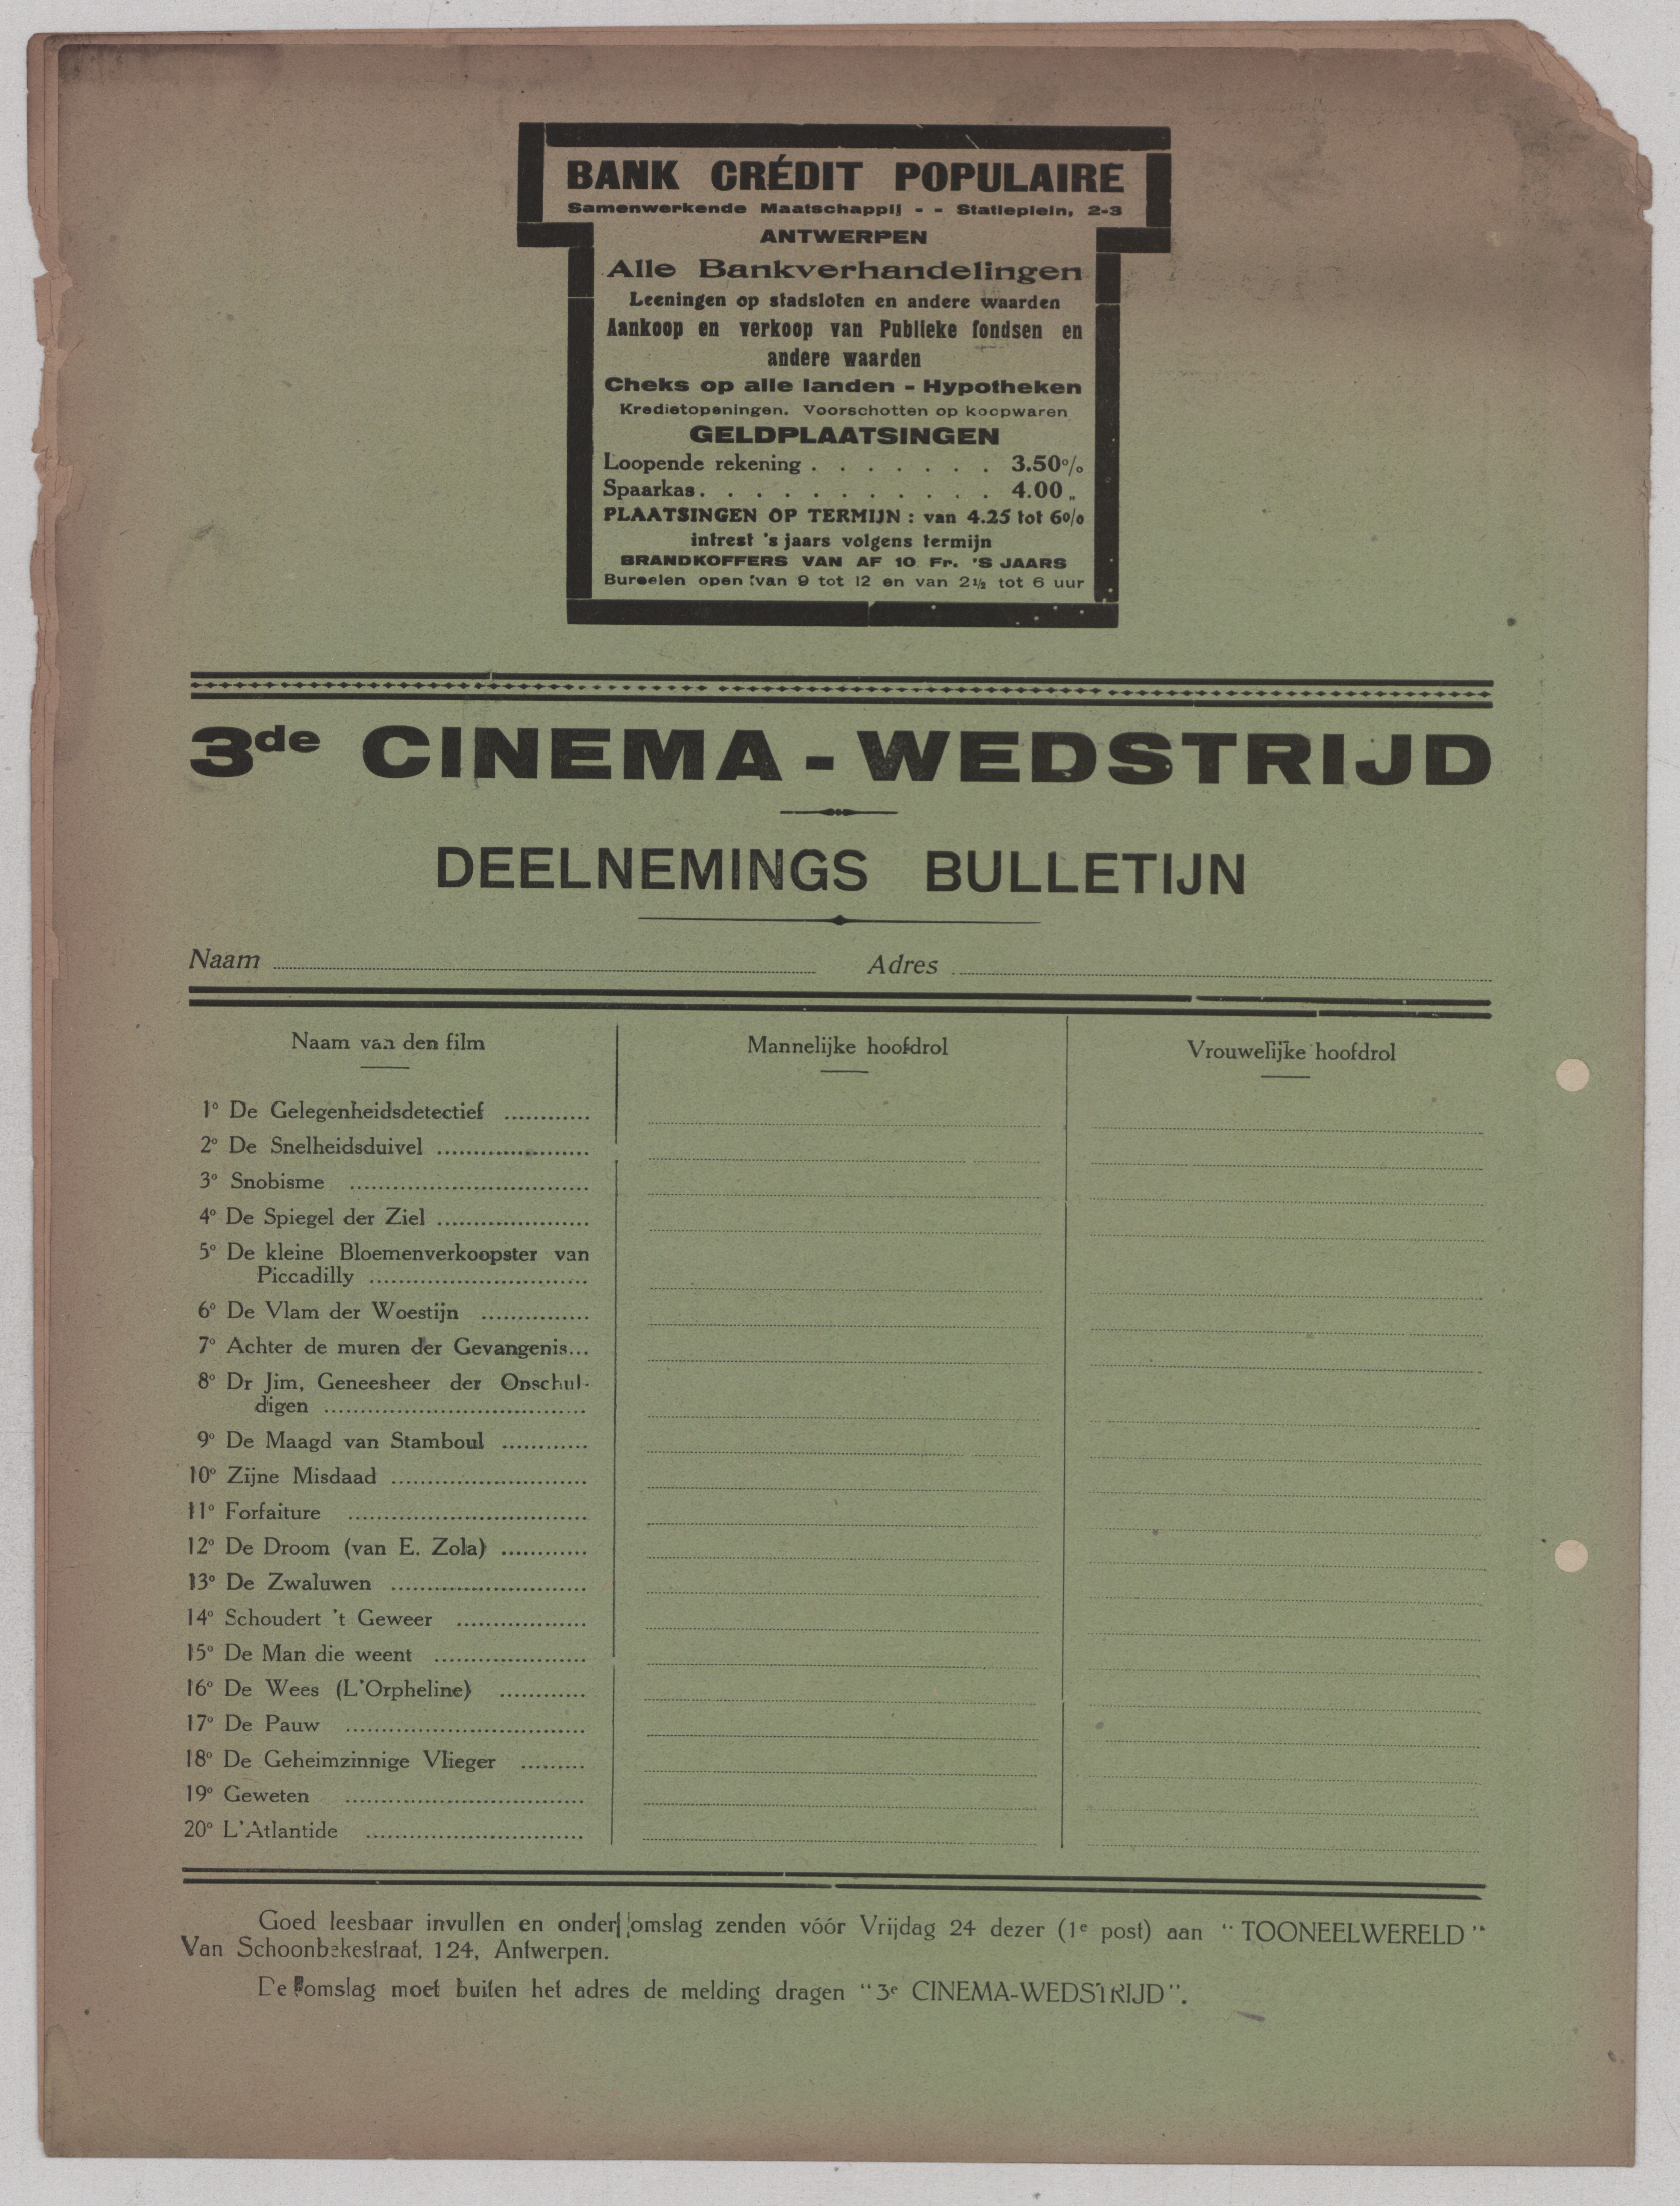 BANK CRÉDIT POPULAIRE
Samenwerkende Maatschappij - - Statieplein, 2-3
ANTWERPEN
Alle Bankverhandelingen
Leeningen op stadsloten en andere waarden
Aankoop en verkoop van Publieke fondsen en
andere waarden
Cheks op alle landen - Hypotheken
Kredietopeningen. Voorschotten op koopwaren
GELDPLAATSINGEN
Loopende rekening . . . . . . . 3.50%
Spaarkas. . . . . . . . . . . 4.00 „
PLAATSINGEN OP TERMIJN : van 4.25 tot 6%
intrest 's jaars volgens termijn
BRANDKOFFERS VAN AF 10 Fr. 'S JAARS
Bureelen open van 9 tot 12 en van 2½ tot 6 uur
3de CINEMA - WEDSTRIJD
DEELNEMINGS BULLETIJN
Naam Adres
Naam van den film Mannelijke hoofdrol Vrouwelijke hoofdrol
1° De Gelegenheidsdetectief ............
2° De Snelheidsduivel .....................
3° Snobisme .................................
4° De Spiegel der Ziel .....................
5° De kleine Bloemenverkoopster van
Piccadilly ..............................
6° De Vlam der Woestijn ...............
7° Achter de muren der Gevangenis...
8° Dr Jim, Geneesheer der Onschul-
digen ....................................
9° De Maagd van Stamboul ............
10° Zijne Misdaad ...........................
11° Forfaiture .................................
12° De Droom (van E. Zola) ............
13° De Zwaluwen ...........................
14° Schoudert 't Geweer ..................
15° De Man die weent .....................
16° De Wees (L'Orpheline) ............
17° De Pauw .................................
18° De Geheimzinnige Vlieger .........
19° Geweten .................................
20° L'Atlantide ..............................
Goed leesbaar invullen en onder omslag zenden vóór Vrijdag 24 dezer (1e post) aan “ TOONEELWERELD ”
Van Schoonbekestraat, 124, Antwerpen.
De omslag moet buiten het adres de melding dragen “3e CINEMA-WEDSTRIJD”.